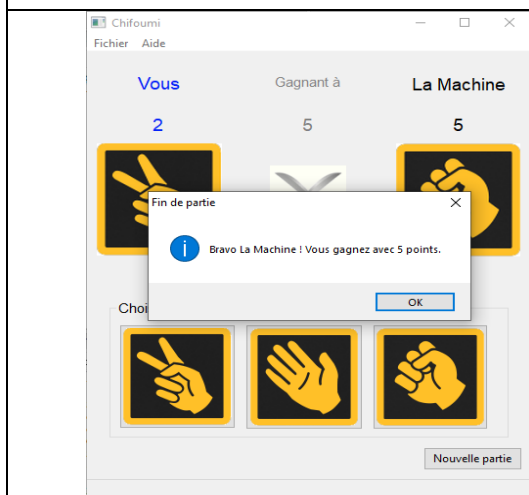 Chifoumi
Fichier Aide
Vous Gagnant à La Machine
2 5 5
Fin de partie
Bravo La Machine ! Vous gagnez avec 5 points.
OK
Choi
Nouvelle partie